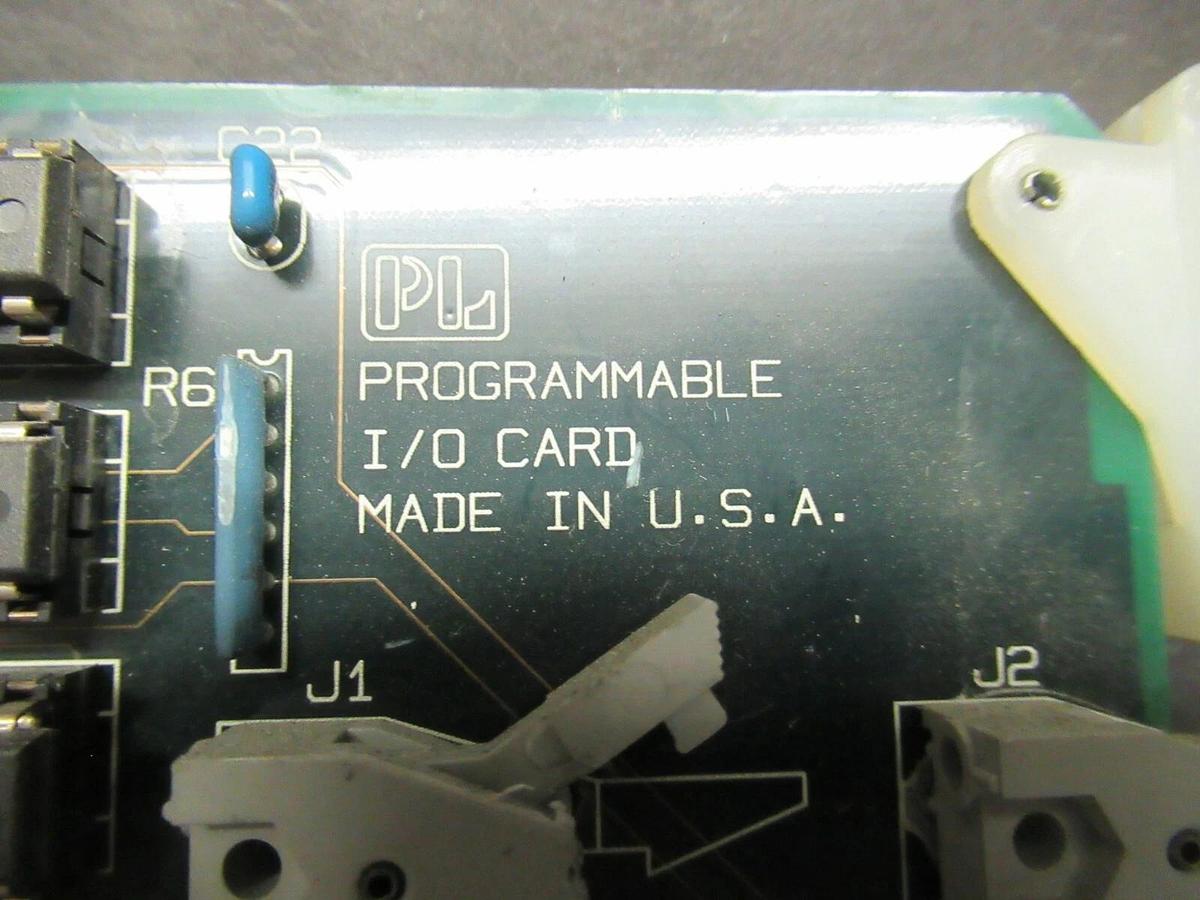 C22
PL
R6
PROGRAMMABLE
I/O CARD
MADE IN U.S.A.
J1
J2